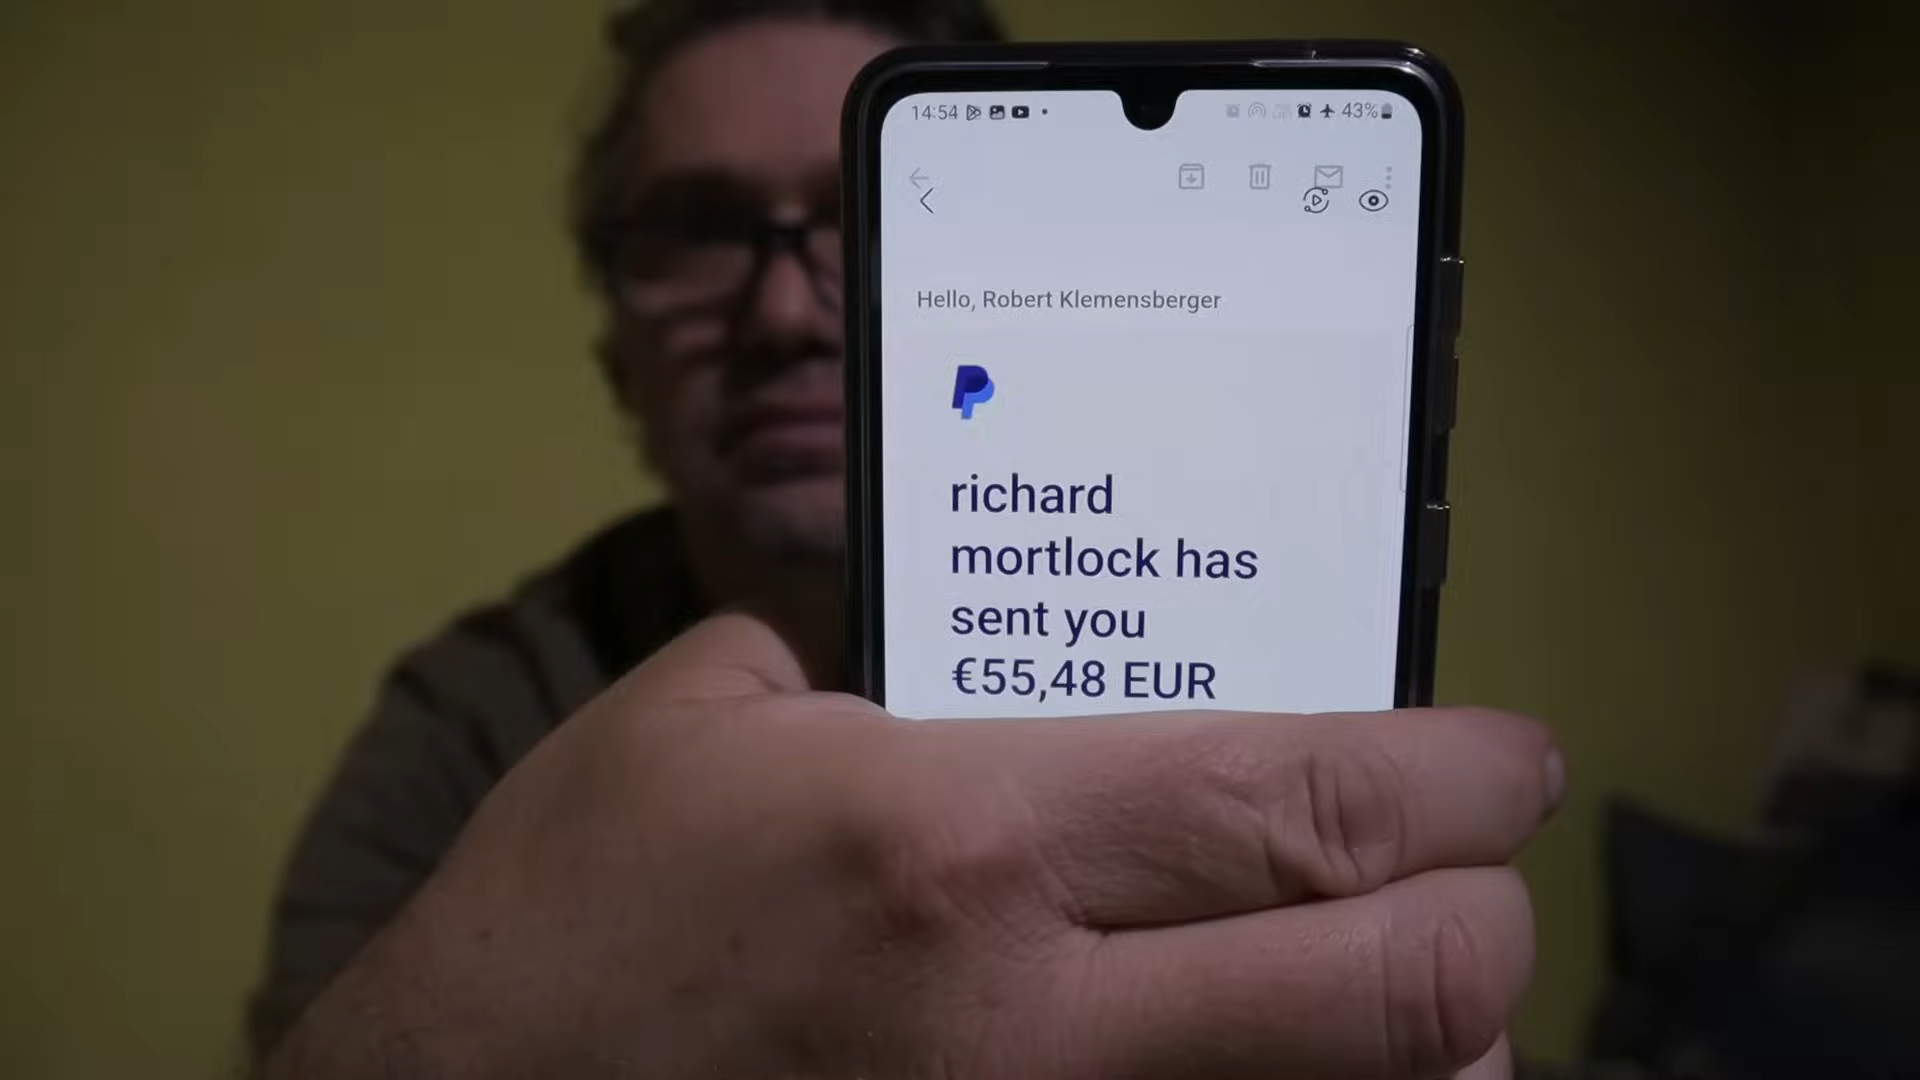 14:54 43%
Hello, Robert Klemensberger
richard
mortlock has
sent you
€55,48 EUR